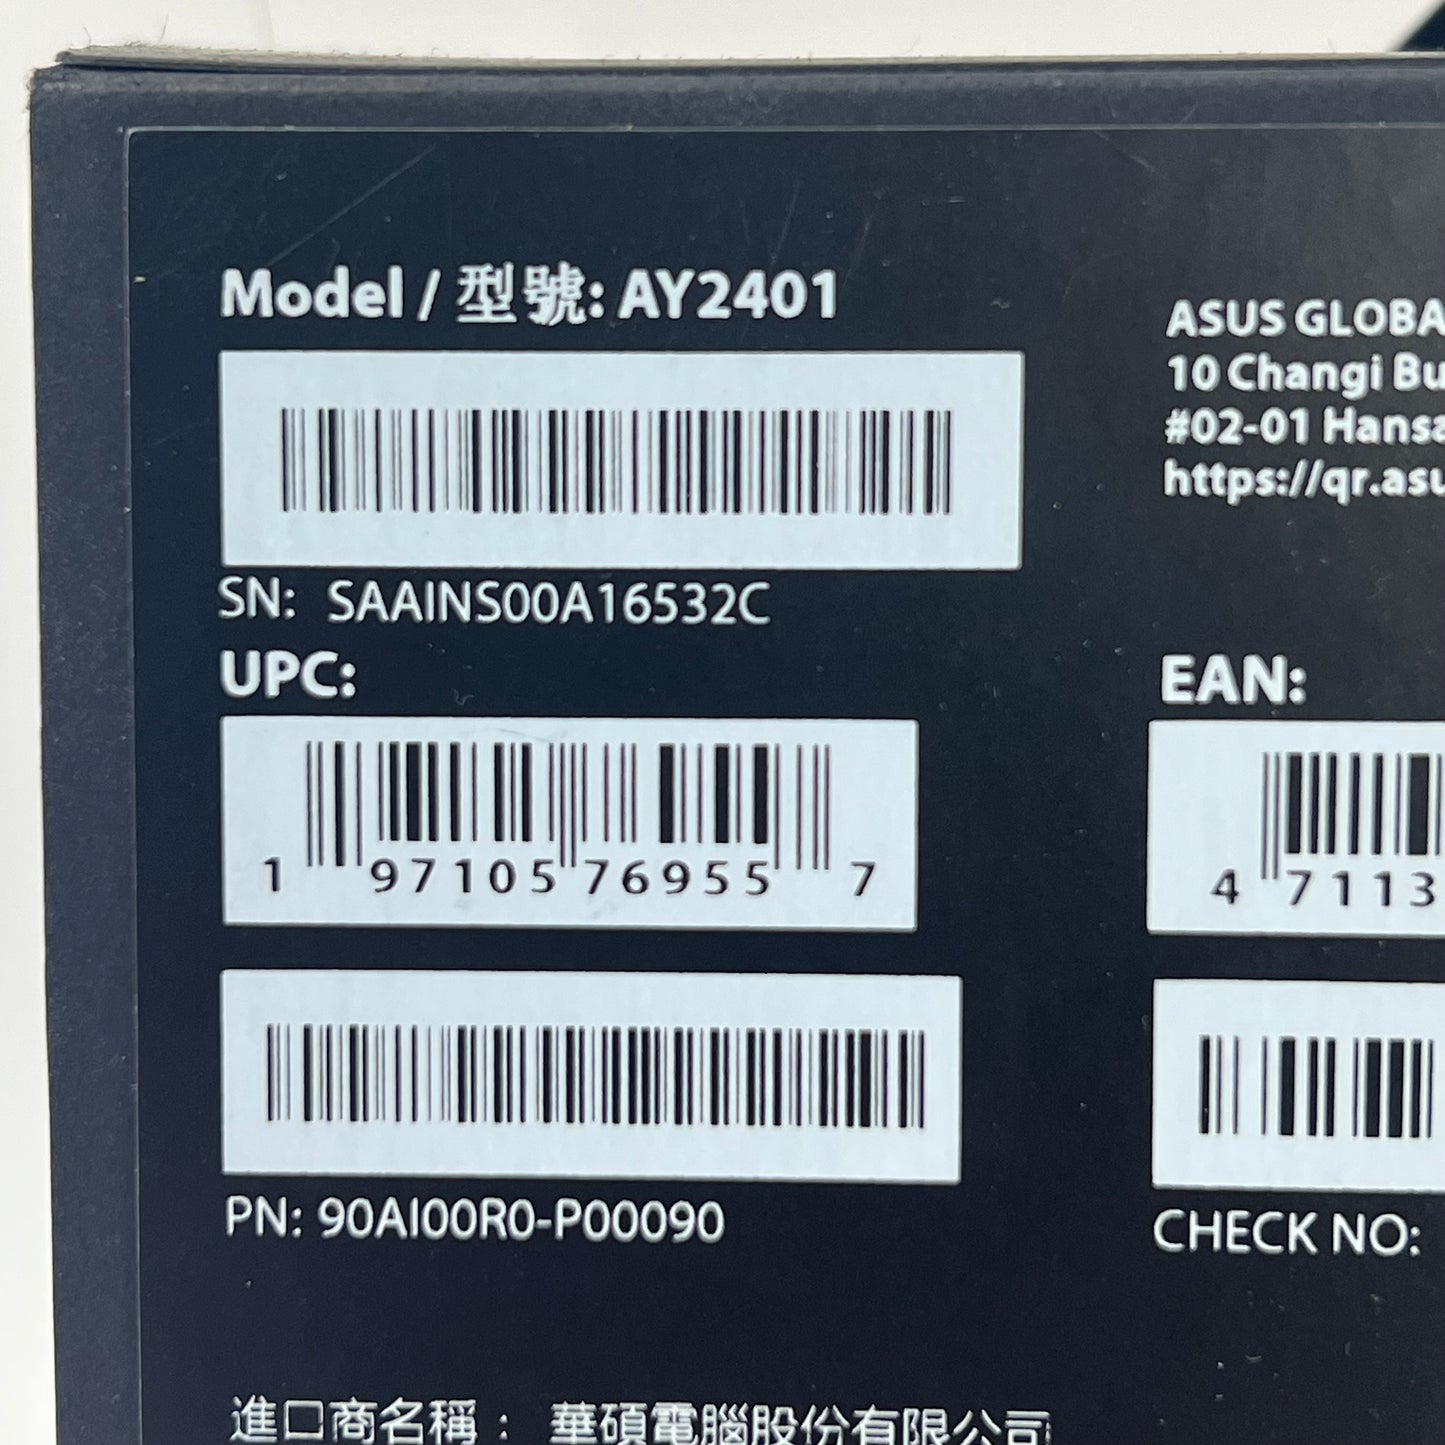 Model / 型號: AY2401
ASUS GLOBA
10 Changi Bu
#02-01 Hansa
https://qr.asu
SN: SAAINS00A16532C
UPC:
EAN:
1 97105 76955 7
4 7113
PN: 90AI00R0-P00090
CHECK NO:
進口商名稱： 華碩電腦股份有限公司